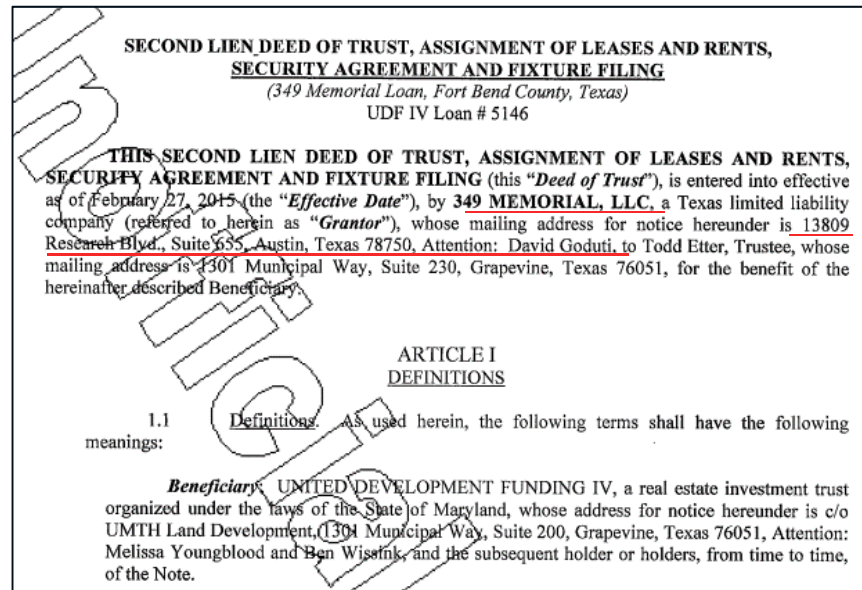 SECOND LIEN DEED OF TRUST, ASSIGNMENT OF LEASES AND RENTS,
SECURITY AGREEMENT AND FIXTURE FILING
(349 Memorial Loan, Fort Bend County, Texas)
UDF IV Loan # 5146
THIS SECOND LIEN DEED OF TRUST, ASSIGNMENT OF LEASES AND RENTS,
SECURITY AGREEMENT AND FIXTURE FILING (this “Deed of Trust”), is entered into effective
as of February 27, 2015 (the “Effective Date”), by 349 MEMORIAL, LLC, a Texas limited liability
company (referred to herein as “Grantor”), whose mailing address for notice hereunder is 13809
Research Blvd., Suite 655, Austin, Texas 78750, Attention: David Goduti, to Todd Etter, Trustee, whose
mailing address is 1301 Municipal Way, Suite 230, Grapevine, Texas 76051, for the benefit of the
hereinafter described Beneficiary.
ARTICLE I
DEFINITIONS
1.1 Definitions. As used herein, the following terms shall have the following
meanings:
Beneficiary: UNITED DEVELOPMENT FUNDING IV, a real estate investment trust
organized under the laws of the State of Maryland, whose address for notice hereunder is c/o
UMTH Land Development, 1301 Municipal Way, Suite 200, Grapevine, Texas 76051, Attention:
Melissa Youngblood and Ben Wissink, and the subsequent holder or holders, from time to time,
of the Note.
Unofficial